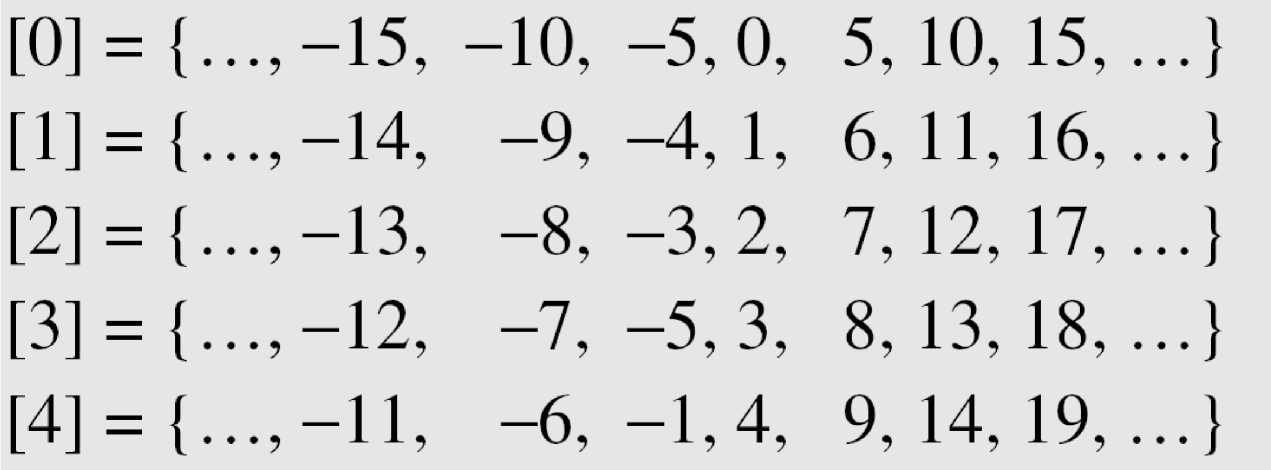 [0] = {…, −15, −10, −5, 0, 5, 10, 15, …}
[1] = {…, −14, −9, −4, 1, 6, 11, 16, …}
[2] = {…, −13, −8, −3, 2, 7, 12, 17, …}
[3] = {…, −12, −7, −5, 3, 8, 13, 18, …}
[4] = {…, −11, −6, −1, 4, 9, 14, 19, …}